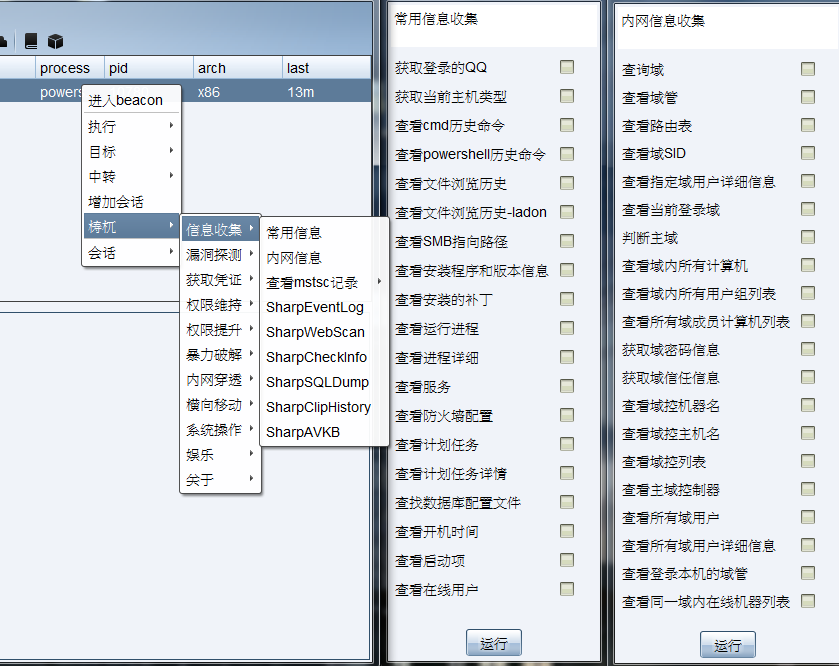 process pid arch last
powers x86 13m
进入beacon
执行
目标
中转
增加会话
梼杌
会话
信息收集
漏洞探测
获取凭证
权限维持
权限提升
暴力破解
内网穿透
横向移动
系统操作
娱乐
关于
常用信息
内网信息
查看mstsc记录
SharpEventLog
SharpWebScan
SharpCheckInfo
SharpSQLDump
SharpClipHistory
SharpAVKB
常用信息收集
获取登录的QQ
获取当前主机类型
查看cmd历史命令
查看powershell历史命令
查看文件浏览历史
查看文件浏览历史-ladon
查看SMB指向路径
查看安装程序和版本信息
查看安装的补丁
查看运行进程
查看进程详细
查看服务
查看防火墙配置
查看计划任务
查看计划任务详情
查找数据库配置文件
查看开机时间
查看启动项
查看在线用户
运行
内网信息收集
查询域
查看域管
查看路由表
查看域SID
查看指定域用户详细信息
查看当前登录域
判断主域
查看域内所有计算机
查看域内所有用户组列表
查看所有域成员计算机列表
获取域密码信息
获取域信任信息
查看域控机器名
查看域控主机名
查看域控列表
查看主域控制器
查看所有域用户
查看所有域用户详细信息
查看登录本机的域管
查看同一域内在线机器列表
运行